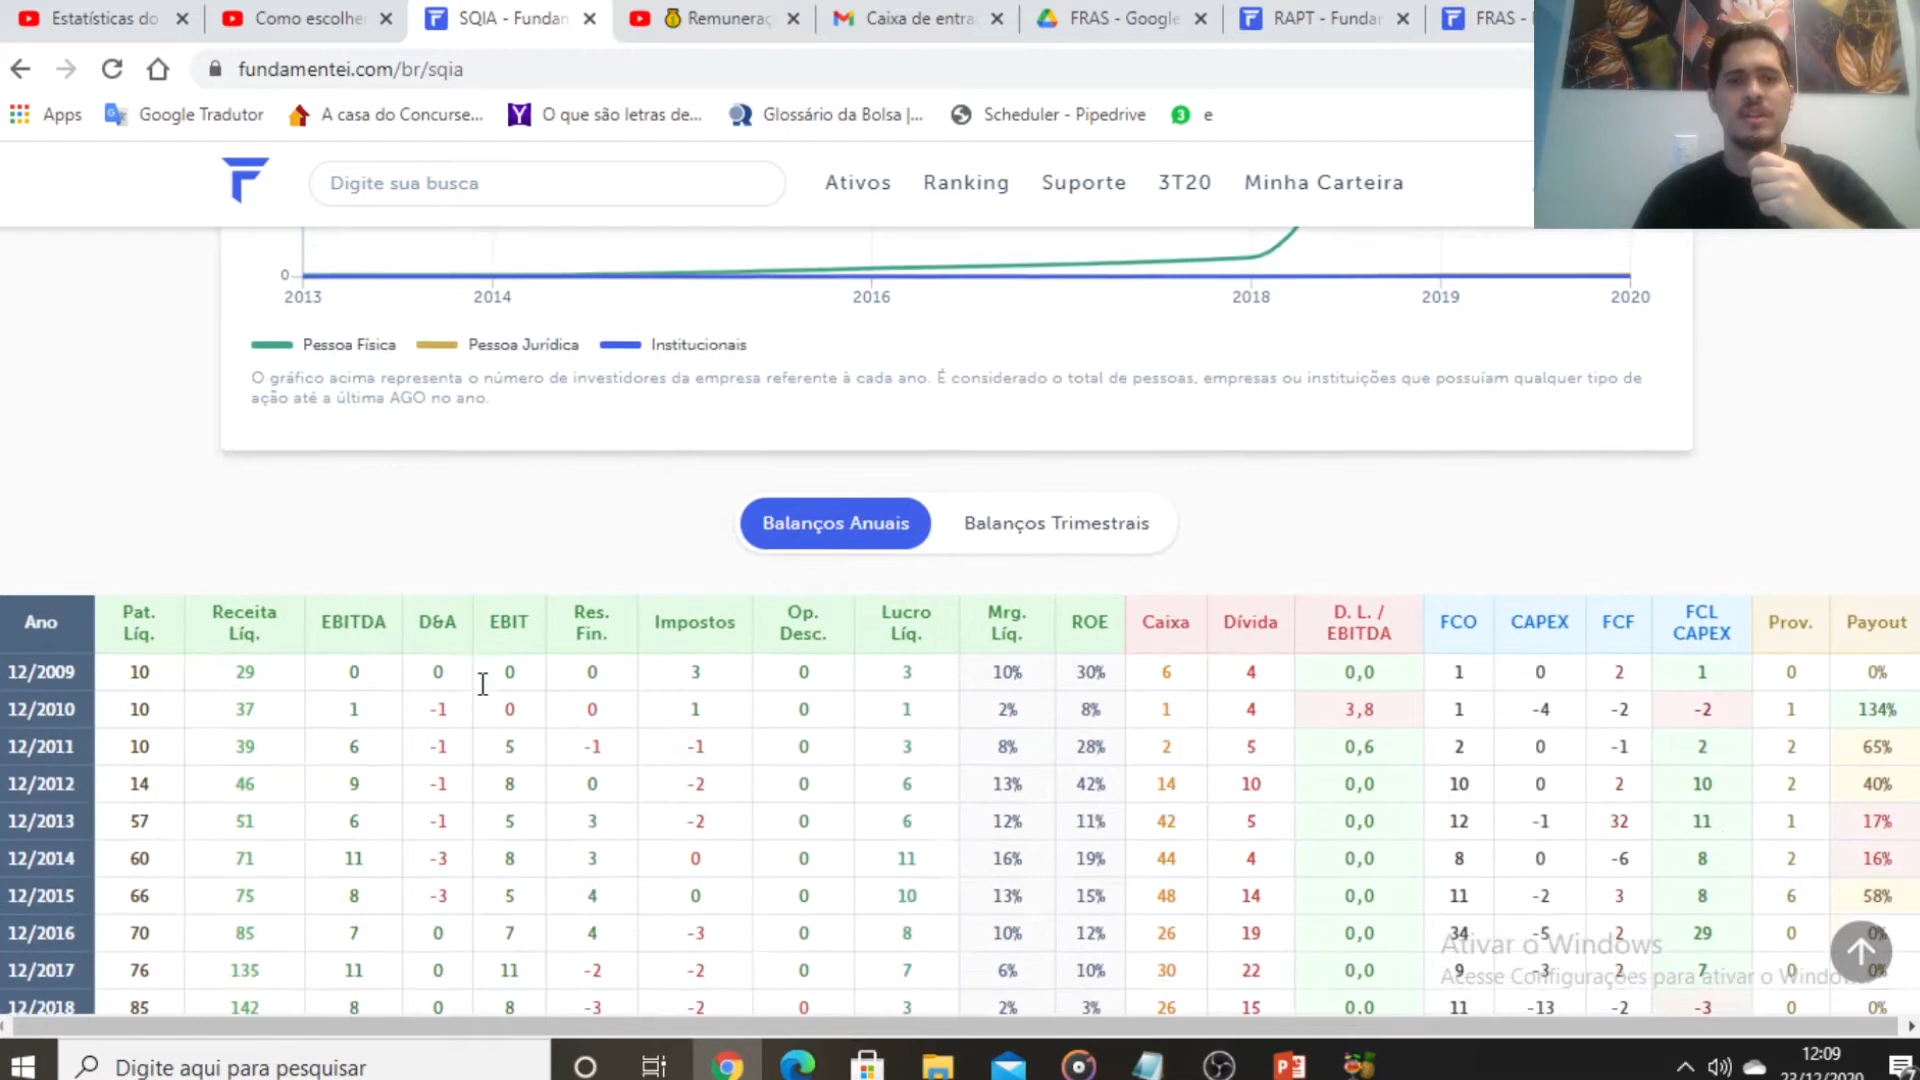 Estatísticas do
Como escolhe
SQIA - Fundan
Remuneraç
Caixa de entra
FRAS - Google
RAPT - Funda
FRAS -
fundamentei.com/br/sqia
Apps
Google Tradutor
A casa do Concurse...
O que são letras de...
Glossário da Bolsa |...
Scheduler - Pipedrive
3 e
Digite sua busca
Ativos Ranking Suporte 3T20 Minha Carteira
0
2013 2014 2016 2018 2019 2020
Pessoa Física Pessoa Jurídica Institucionais
O gráfico acima representa o número de investidores da empresa referente à cada ano. É considerado o total de pessoas, empresas ou instituições que possuíam qualquer tipo de
ação até a última AGO no ano.
Balanços Anuais Balanços Trimestrais
Ano Pat. Líq. Receita Líq. EBITDA D&A EBIT Res. Fin. Impostos Op. Desc. Lucro Líq. Mrg. Líq. ROE Caixa Dívida D. L. / EBITDA FCO CAPEX FCF FCL CAPEX Prov. Payout
12/2009 10 29 0 0 0 0 3 0 3 10% 30% 6 4 0,0 1 0 2 1 0 0%
12/2010 10 37 1 -1 0 0 1 0 1 2% 8% 1 4 3,8 1 -4 -2 -2 1 134%
12/2011 10 39 6 -1 5 -1 -1 0 3 8% 28% 2 5 0,6 2 0 -1 2 2 65%
12/2012 14 46 9 -1 8 0 -2 0 6 13% 42% 14 10 0,0 10 0 2 10 2 40%
12/2013 57 51 6 -1 5 3 -2 0 6 12% 11% 42 5 0,0 12 -1 32 11 1 17%
12/2014 60 71 11 -3 8 3 0 0 11 16% 19% 44 4 0,0 8 0 -6 8 2 16%
12/2015 66 75 8 -3 5 4 0 0 10 13% 15% 48 14 0,0 11 -2 3 8 6 58%
12/2016 70 85 7 0 7 4 -3 0 8 10% 12% 26 19 0,0 34 -5 2 29 0 0%
12/2017 76 135 11 0 11 -2 -2 0 7 6% 10% 30 22 0,0 9 -3 2 7 0 0%
12/2018 85 142 8 0 8 -3 -2 0 3 2% 3% 26 15 0,0 11 -13 -2 -3 0 0%
Ativar o Windows
Acesse Configurações para ativar o Windo
Digite aqui para pesquisar
12:09
23/12/2020